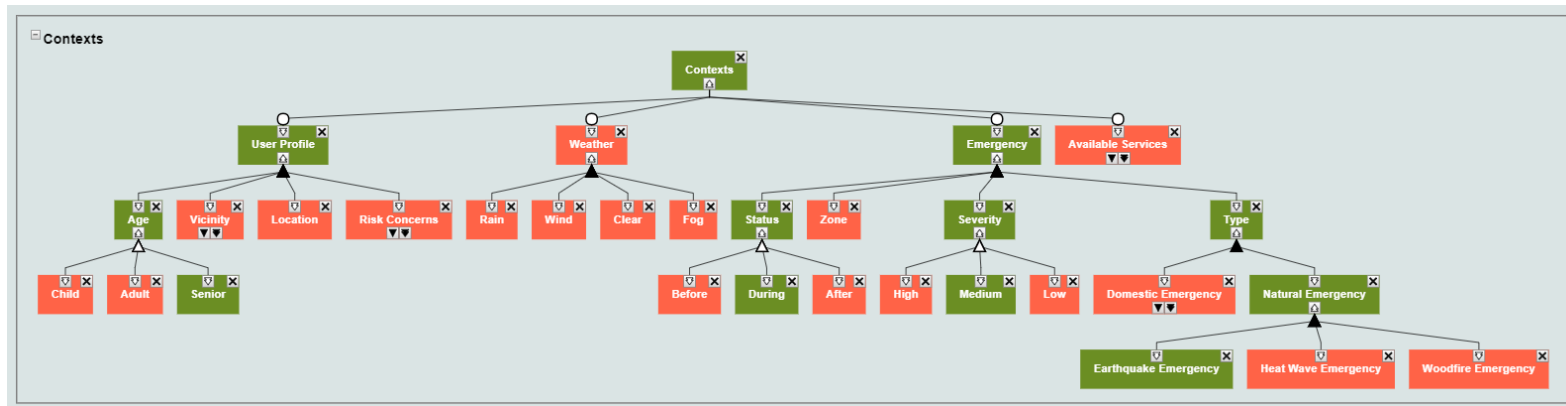 Contexts
Contexts
User Profile
Weather
Emergency
Available Services
Age
Vicinity
Location
Risk Concerns
Rain
Wind
Clear
Fog
Status
Zone
Severity
Type
Child
Adult
Senior
Before
During
After
High
Medium
Low
Domestic Emergency
Natural Emergency
Earthquake Emergency
Heat Wave Emergency
Woodfire Emergency